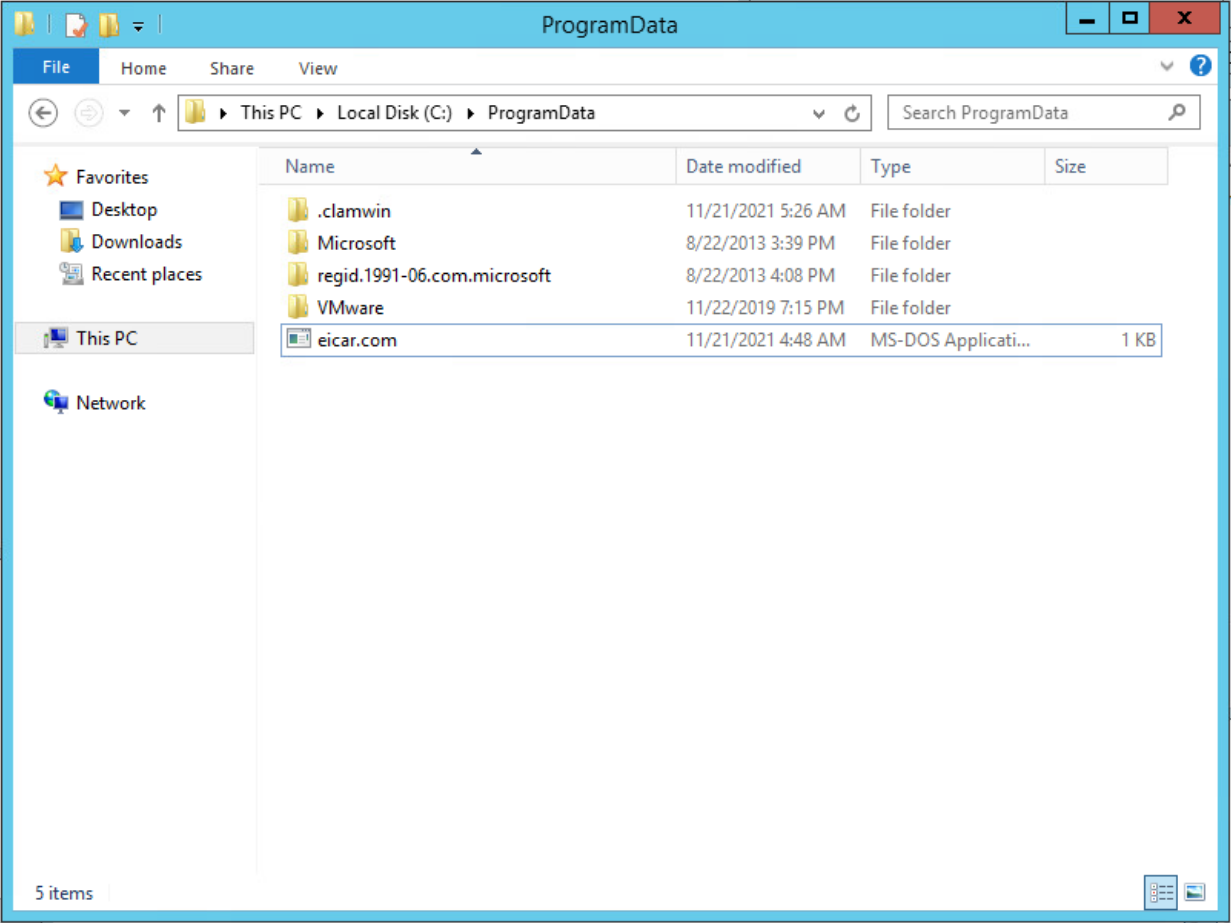 ProgramData
File Home Share View
This PC Local Disk (C:) ProgramData Search ProgramData
Favorites
Desktop
Downloads
Recent places
This PC
Network
Name Date modified Type Size
.clamwin 11/21/2021 5:26 AM File folder
Microsoft 8/22/2013 3:39 PM File folder
regid.1991-06.com.microsoft 8/22/2013 4:08 PM File folder
VMware 11/22/2019 7:15 PM File folder
eicar.com 11/21/2021 4:48 AM MS-DOS Applicati... 1 KB
5 items